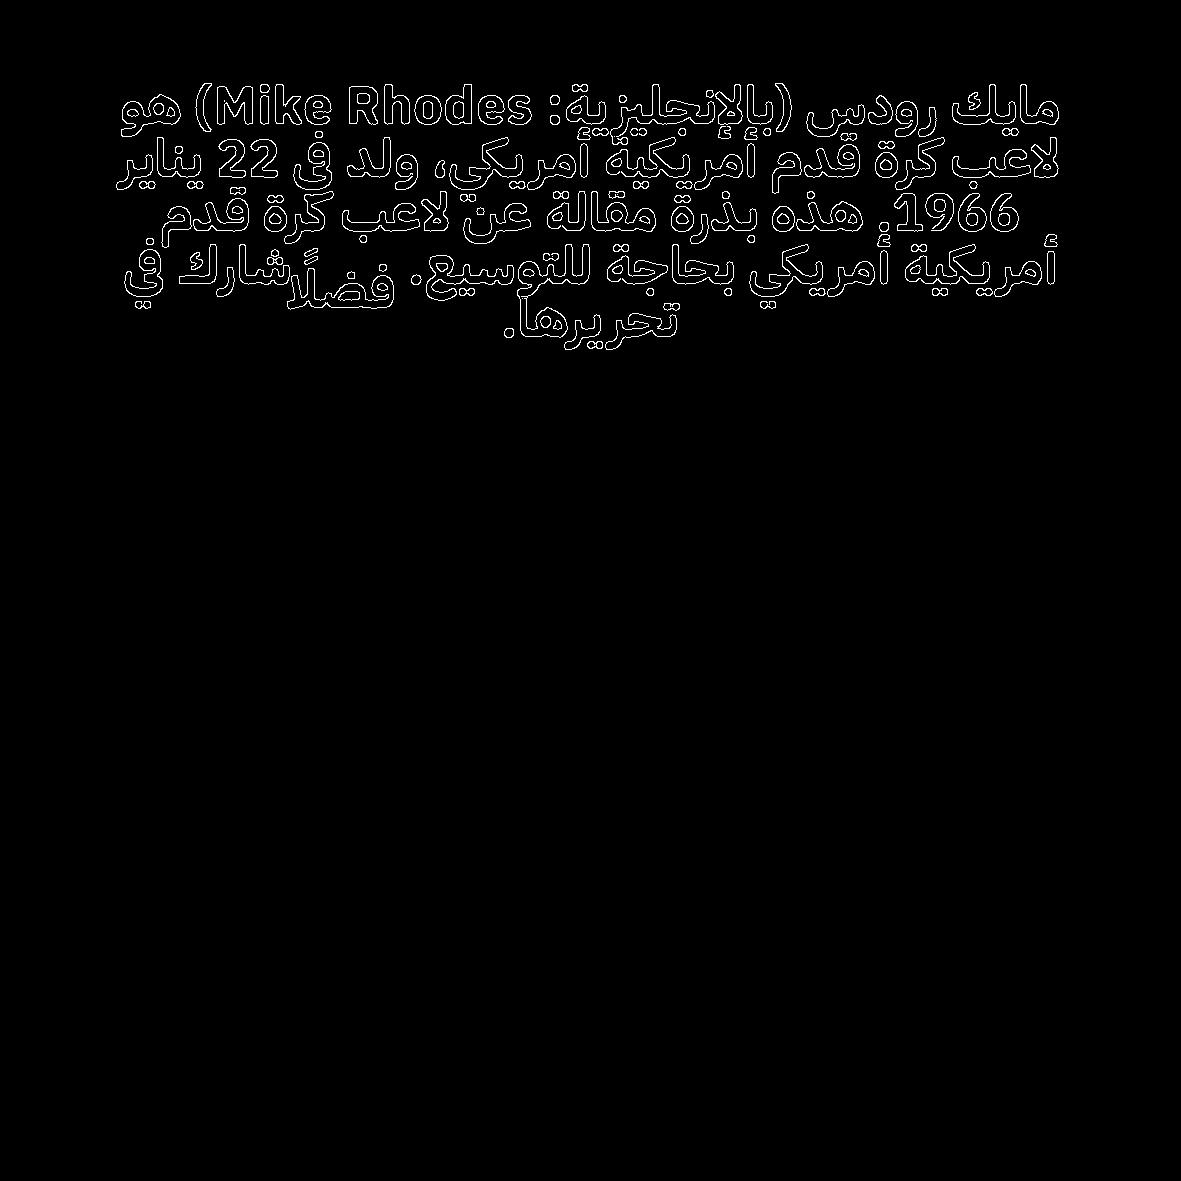 مايك رودس (بالإنجليزية: Mike Rhodes) هو
لاعب كرة قدم أمريكية أمريكي، ولد في 22 يناير
1966. هذه بذرة مقالة عن لاعب كرة قدم
أمريكية أمريكي بحاجة للتوسيع. فضلًا شارك في
تحريرها.